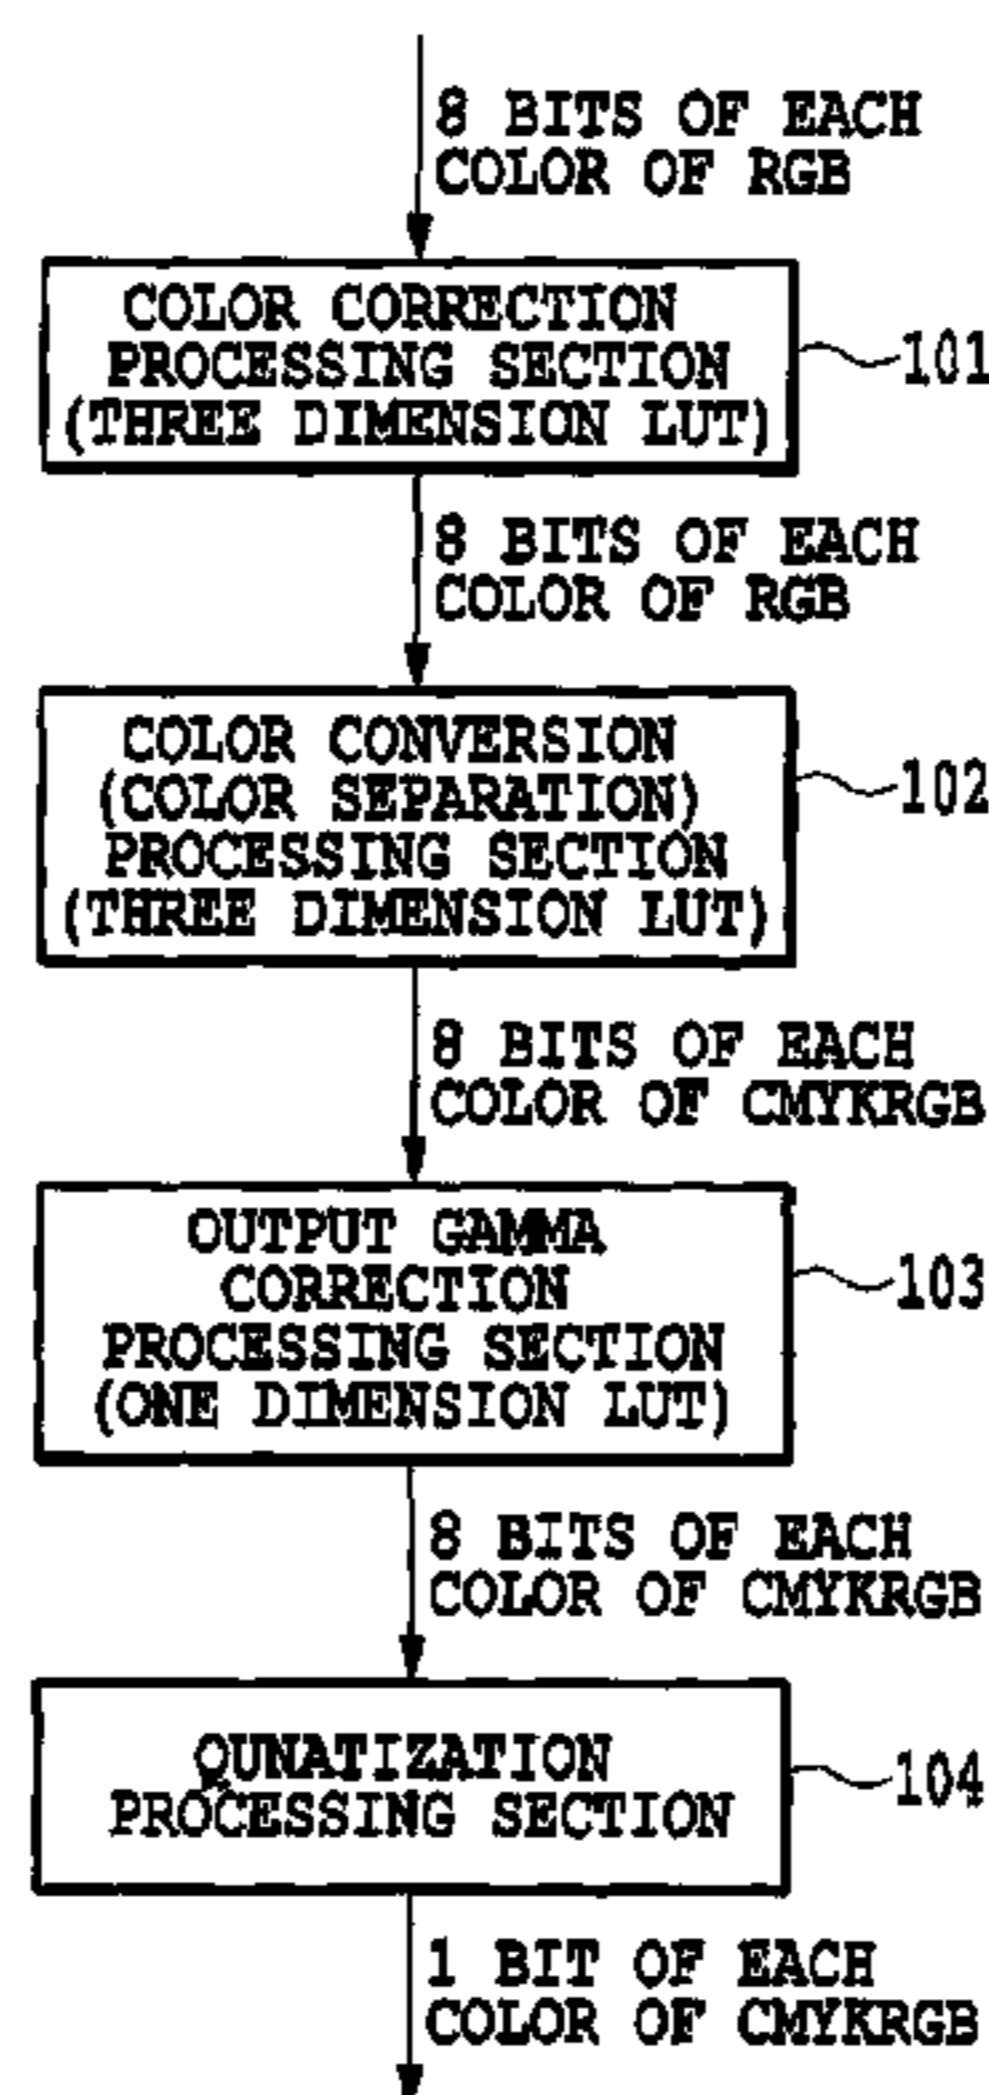 8 BITS OF EACH
COLOR OF RGB
COLOR CORRECTION
PROCESSING SECTION
(THREE DIMENSION LUT)
101
8 BITS OF EACH
COLOR OF RGB
COLOR CONVERSION
(COLOR SEPARATION)
PROCESSING SECTION
(THREE DIMENSION LUT)
102
8 BITS OF EACH
COLOR OF CMYKRGB
OUTPUT GAMMA
CORRECTION
PROCESSING SECTION
(ONE DIMENSION LUT)
103
8 BITS OF EACH
COLOR OF CMYKRGB
QUNATIZATION
PROCESSING SECTION
104
1 BIT OF EACH
COLOR OF CMYKRGB